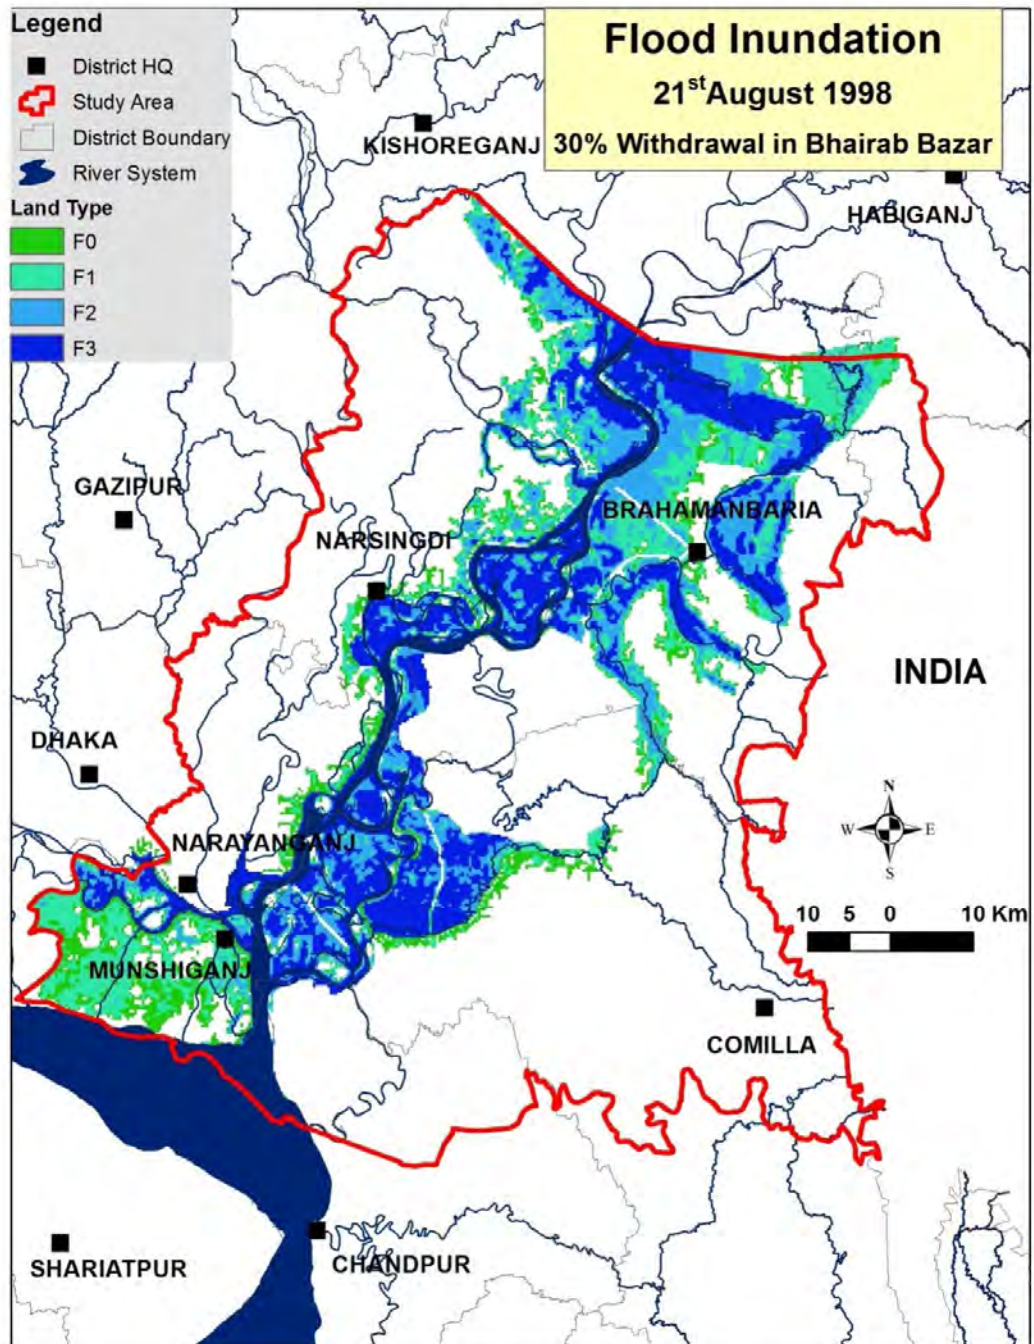 Legend
District HQ
Study Area
District Boundary
River System
Land Type
F0
F1
F2
F3
Flood Inundation
21st August 1998
30% Withdrawal in Bhairab Bazar
KISHOREGANJ
HABIGANJ
GAZIPUR
BRAHAMANBARIA
NARSINGDI
INDIA
DHAKA
N
W E
S
NARAYANGANJ
10 5 0 10 Km
MUNSHIGANJ
COMILLA
SHARIATPUR
CHANDPUR